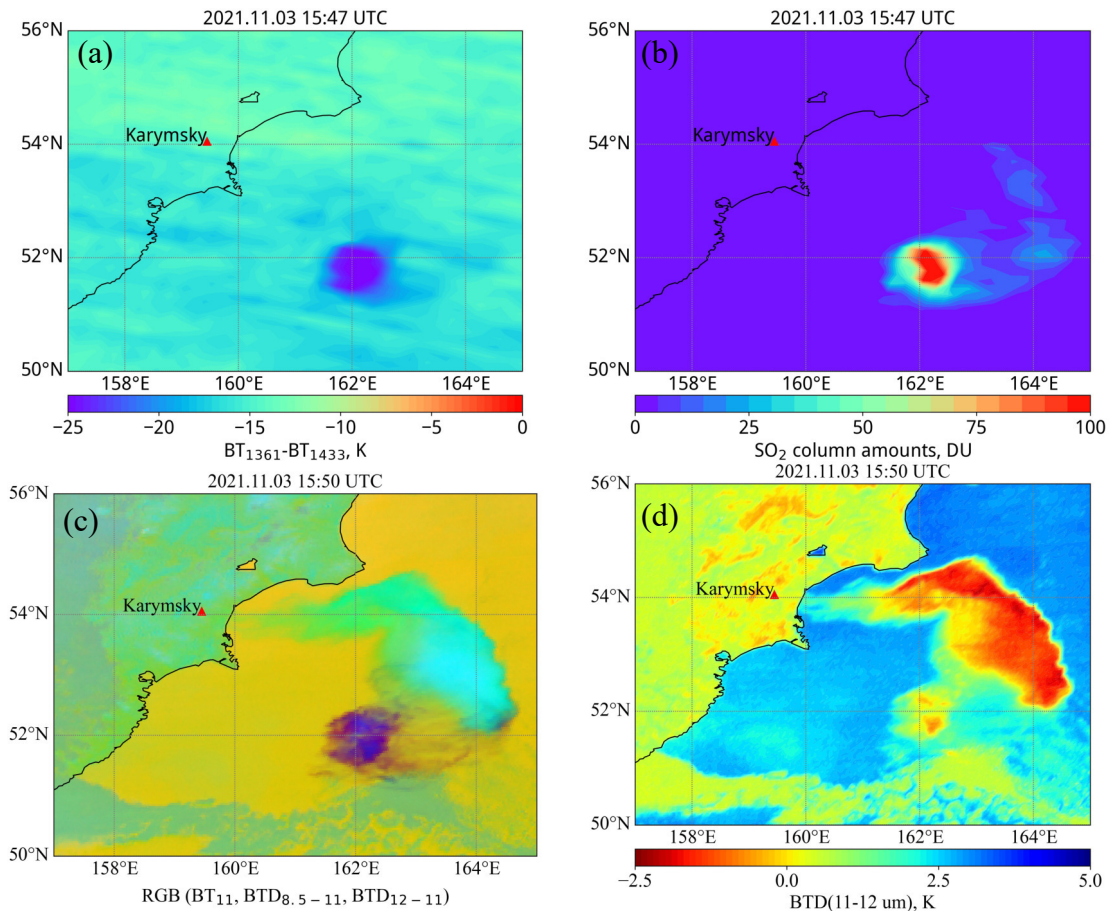 2021.11.03 15:47 UTC
(a)
56°N
54°N
52°N
50°N
Karymsky
158°E 160°E 162°E 164°E
−25 −20 −15 −10 −5 0
BT₁₃₆₁-BT₁₄₃₃, K
2021.11.03 15:47 UTC
(b)
56°N
54°N
52°N
50°N
Karymsky
158°E 160°E 162°E 164°E
0 25 50 75 100
SO₂ column amounts, DU
2021.11.03 15:50 UTC
(c)
56°N
54°N
52°N
50°N
Karymsky
158°E 160°E 162°E 164°E
RGB (BT₁₁, BTD₈.₅₋₁₁, BTD₁₂₋₁₁)
2021.11.03 15:50 UTC
(d)
56°N
54°N
52°N
50°N
Karymsky
158°E 160°E 162°E 164°E
−2.5 0.0 2.5 5.0
BTD(11-12 um), K